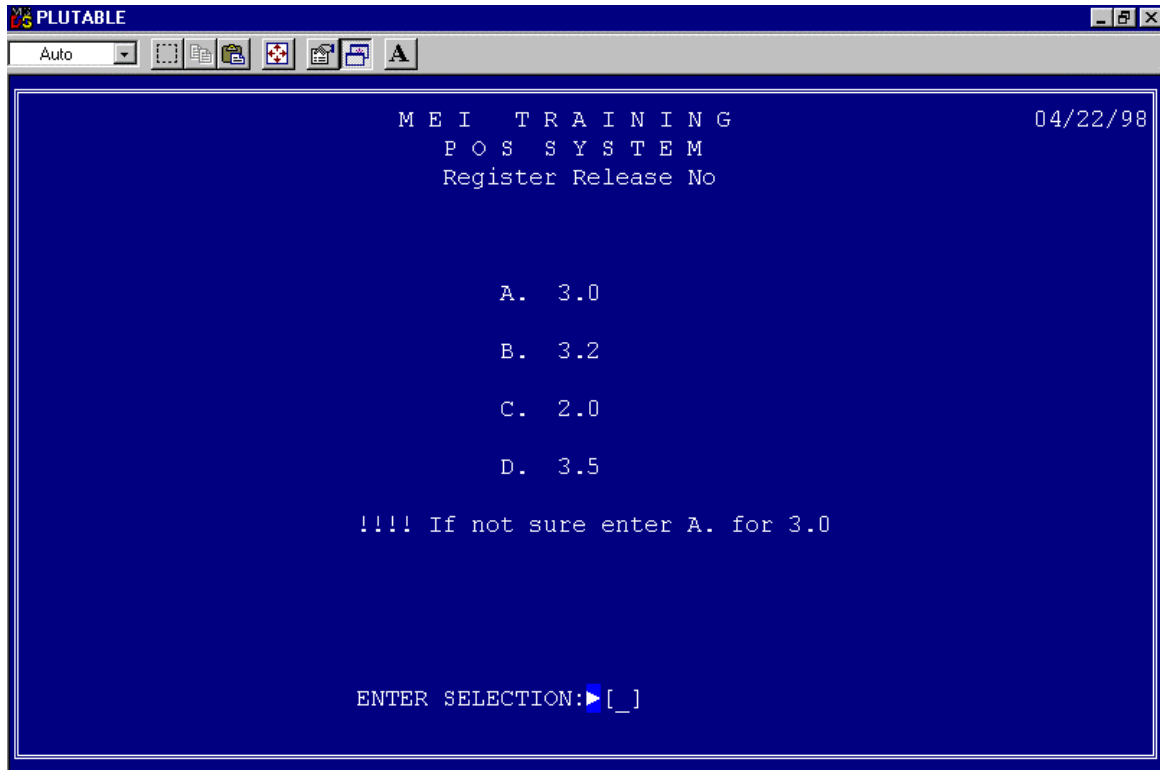 PLUTABLE
Auto
A
M E I   T R A I N I N G   04/22/98
P O S   S Y S T E M
Register Release No
A. 3.0
B. 3.2
C. 2.0
D. 3.5
!!!! If not sure enter A. for 3.0
ENTER SELECTION:►[_]